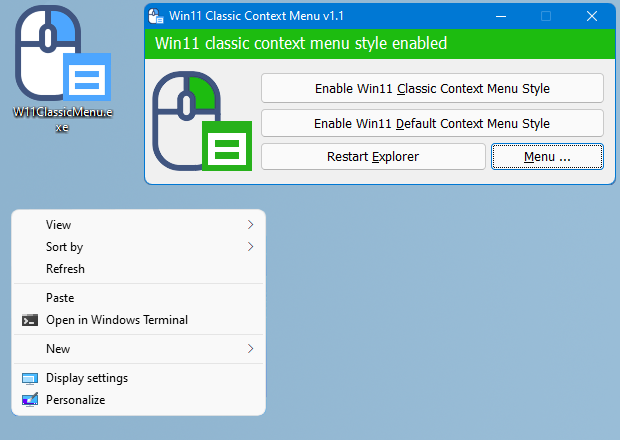 W11ClassicMenu.e
xe
Win11 Classic Context Menu v1.1
Win11 classic context menu style enabled
Enable Win11 Classic Context Menu Style
Enable Win11 Default Context Menu Style
Restart Explorer
Menu ...
View
Sort by
Refresh
Paste
Open in Windows Terminal
New
Display settings
Personalize